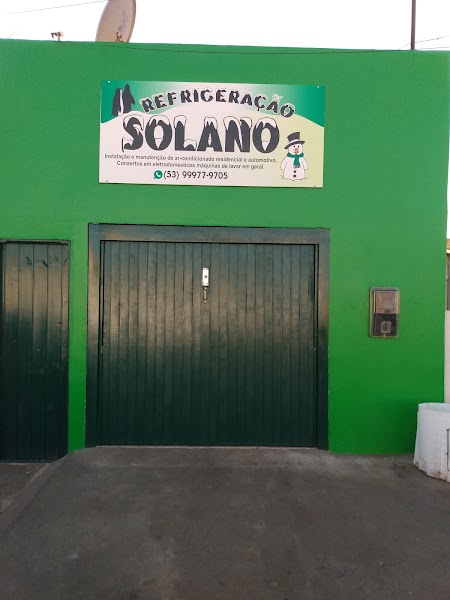 REFRIGERAÇÃO
SOLANO
Instalação e manutenção de ar-condicionado residencial e automotivo.
Consertos em eletrodomésticos máquinas de lavar em geral.
(53) 99977-9705